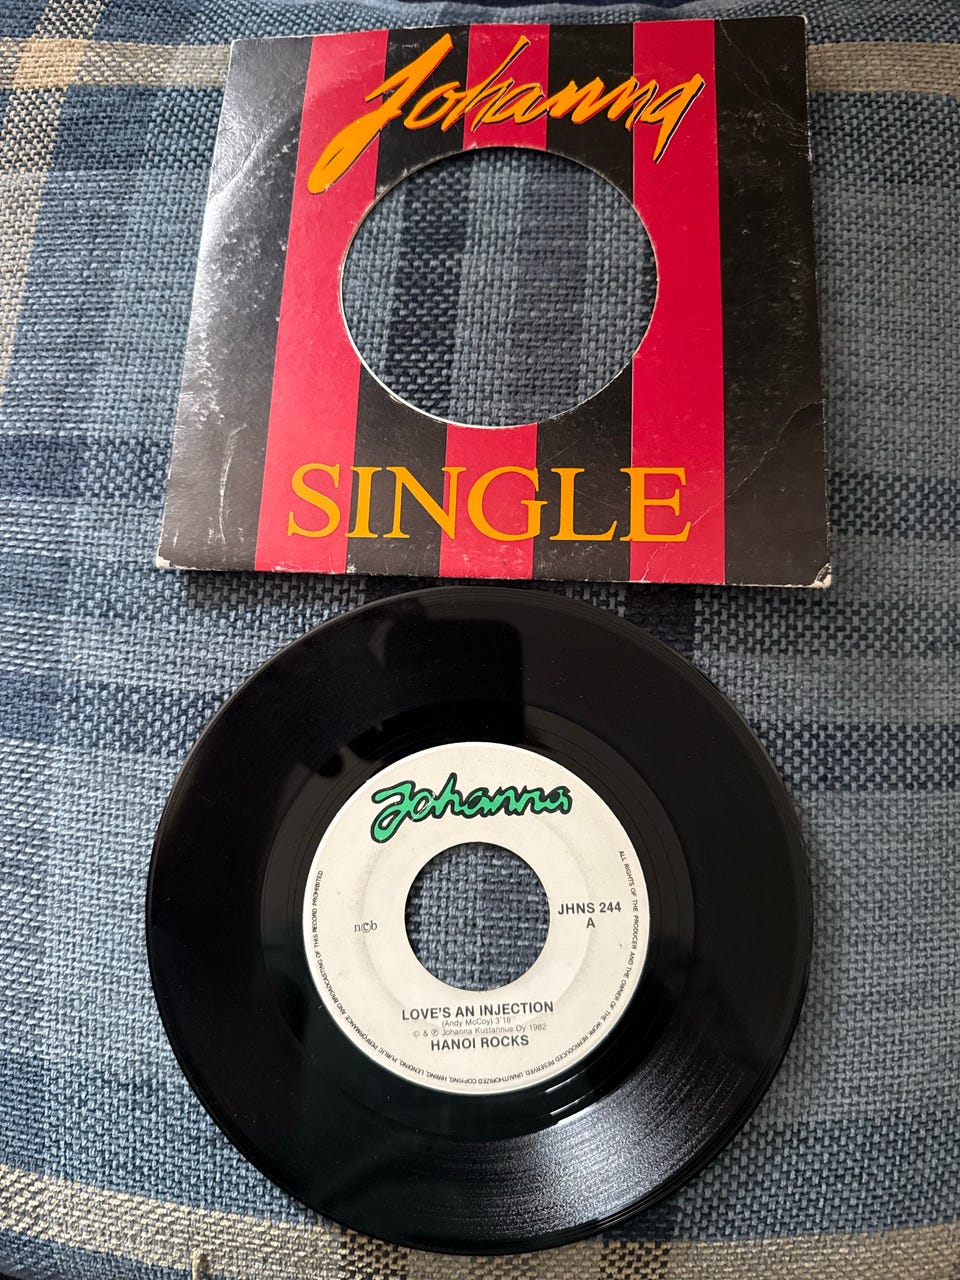 Johanna
SINGLE
Johanna
ncb
JHNS 244
A
LOVE'S AN INJECTION
(Andy McCoy) 3'18"
© & ℗ Johanna Kustannus Oy 1982
HANOI ROCKS
ALL RIGHTS OF THE PRODUCER AND THE OWNER OF THE WORK REPRODUCED RESERVED. UNAUTHORIZED COPYING, HIRING, LENDING, PUBLIC PERFORMANCE AND BROADCASTING OF THIS RECORD PROHIBITED.